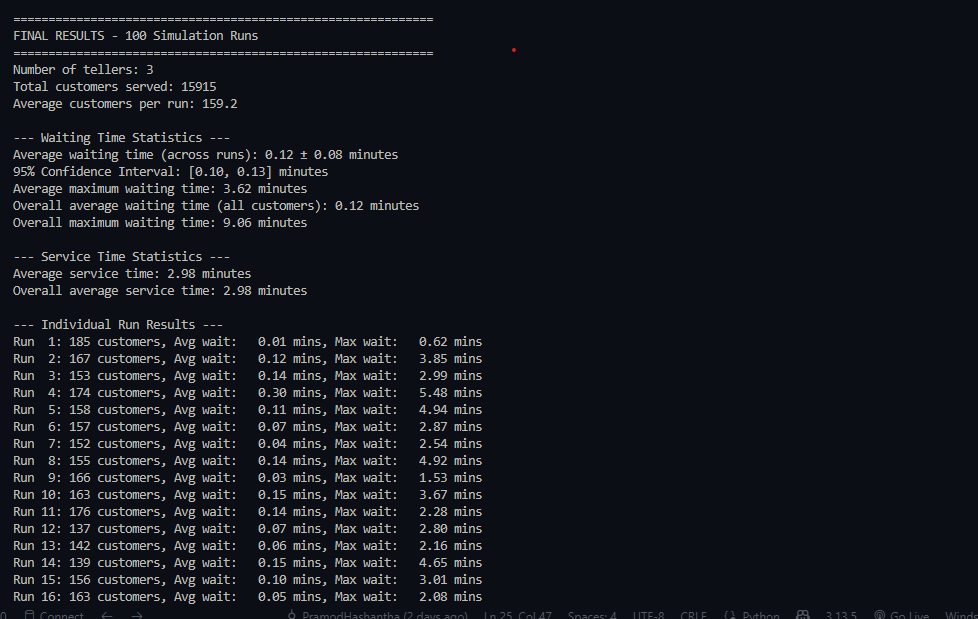 ============================================================
FINAL RESULTS - 100 Simulation Runs
============================================================
Number of tellers: 3
Total customers served: 15915
Average customers per run: 159.2
--- Waiting Time Statistics ---
Average waiting time (across runs): 0.12 ± 0.08 minutes
95% Confidence Interval: [0.10, 0.13] minutes
Average maximum waiting time: 3.62 minutes
Overall average waiting time (all customers): 0.12 minutes
Overall maximum waiting time: 9.06 minutes
--- Service Time Statistics ---
Average service time: 2.98 minutes
Overall average service time: 2.98 minutes
--- Individual Run Results ---
Run  1: 185 customers, Avg wait:   0.01 mins, Max wait:   0.62 mins
Run  2: 167 customers, Avg wait:   0.12 mins, Max wait:   3.85 mins
Run  3: 153 customers, Avg wait:   0.14 mins, Max wait:   2.99 mins
Run  4: 174 customers, Avg wait:   0.30 mins, Max wait:   5.48 mins
Run  5: 158 customers, Avg wait:   0.11 mins, Max wait:   4.94 mins
Run  6: 157 customers, Avg wait:   0.07 mins, Max wait:   2.87 mins
Run  7: 152 customers, Avg wait:   0.04 mins, Max wait:   2.54 mins
Run  8: 155 customers, Avg wait:   0.14 mins, Max wait:   4.92 mins
Run  9: 166 customers, Avg wait:   0.03 mins, Max wait:   1.53 mins
Run 10: 163 customers, Avg wait:   0.15 mins, Max wait:   3.67 mins
Run 11: 176 customers, Avg wait:   0.14 mins, Max wait:   2.28 mins
Run 12: 137 customers, Avg wait:   0.07 mins, Max wait:   2.80 mins
Run 13: 142 customers, Avg wait:   0.06 mins, Max wait:   2.16 mins
Run 14: 139 customers, Avg wait:   0.15 mins, Max wait:   4.65 mins
Run 15: 156 customers, Avg wait:   0.10 mins, Max wait:   3.01 mins
Run 16: 163 customers, Avg wait:   0.05 mins, Max wait:   2.08 mins
0 Connect PramodHashantha (2 days ago) Ln 25, Col 47 Spaces: 4 UTF-8 CRLF Python 3.13.5 Go Live